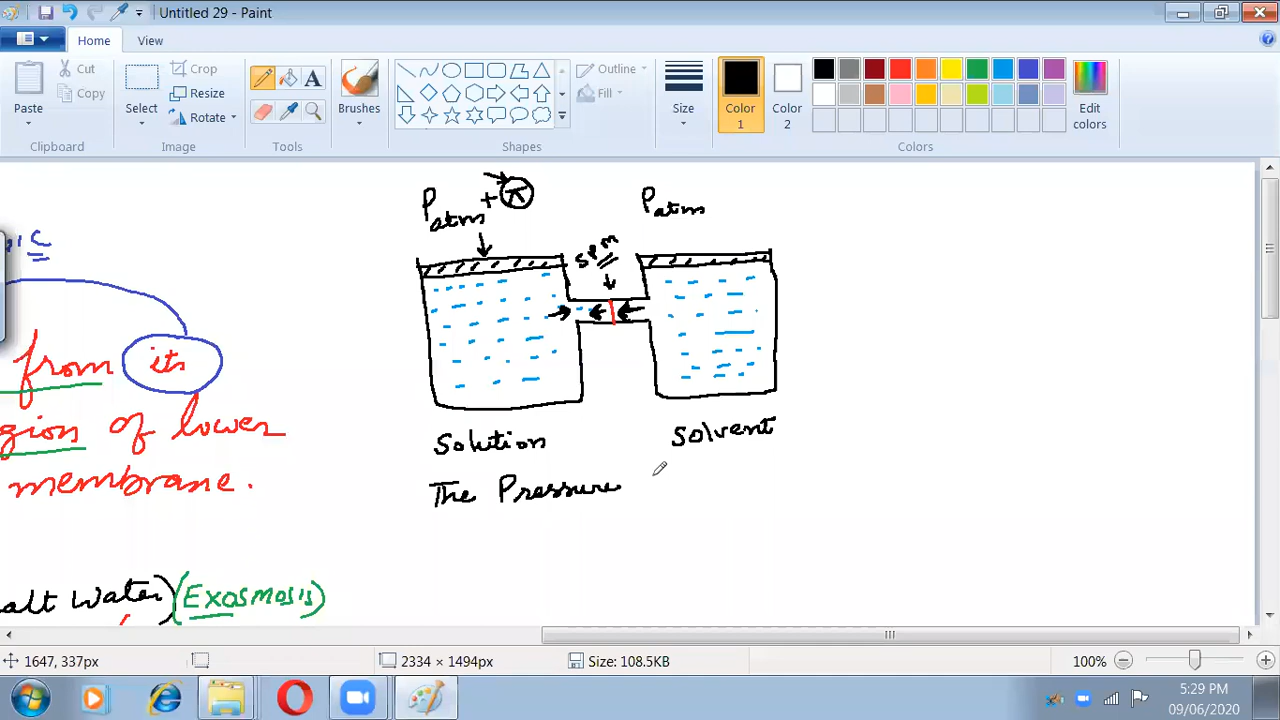 Untitled 29 - Paint
Home View
Paste
Cut
Copy
Clipboard
Select
Crop
Resize
Rotate
Image
A
Tools
Brushes
Shapes
Outline
Fill
Size
Color 1
Color 2
Edit colors
Colors
P atm + π
P atm
SPM
ic
from its
gion of lower
membrane.
Solution
Solvent
The Pressure
alt Water) (Exosmosis)
1647, 337px
2334 × 1494px
Size: 108.5KB
100%
5:29 PM
09/06/2020